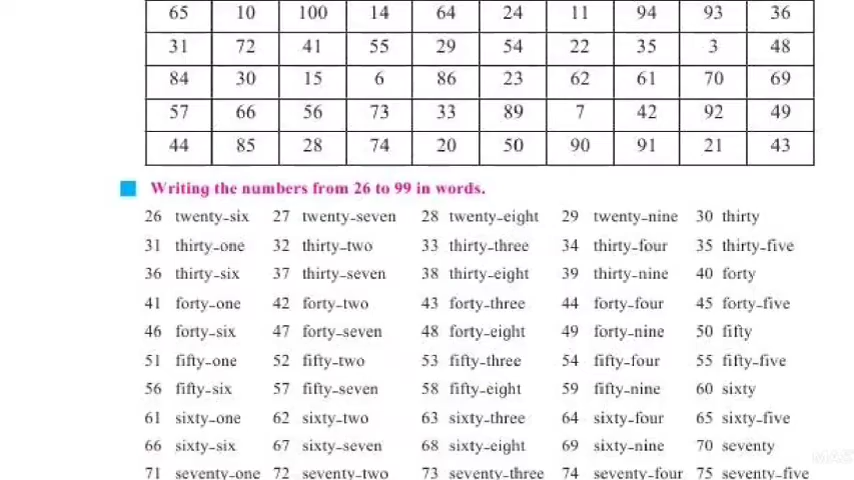 65 10 100 14 64 24 11 94 93 36
31 72 41 55 29 54 22 35 3 48
84 30 15 6 86 23 62 61 70 69
57 66 56 73 33 89 7 42 92 49
44 85 28 74 20 50 90 91 21 43
Writing the numbers from 26 to 99 in words.
26 twenty-six 27 twenty-seven 28 twenty-eight 29 twenty-nine 30 thirty
31 thirty-one 32 thirty-two 33 thirty-three 34 thirty-four 35 thirty-five
36 thirty-six 37 thirty-seven 38 thirty-eight 39 thirty-nine 40 forty
41 forty-one 42 forty-two 43 forty-three 44 forty-four 45 forty-five
46 forty-six 47 forty-seven 48 forty-eight 49 forty-nine 50 fifty
51 fifty-one 52 fifty-two 53 fifty-three 54 fifty-four 55 fifty-five
56 fifty-six 57 fifty-seven 58 fifty-eight 59 fifty-nine 60 sixty
61 sixty-one 62 sixty-two 63 sixty-three 64 sixty-four 65 sixty-five
66 sixty-six 67 sixty-seven 68 sixty-eight 69 sixty-nine 70 seventy
71 seventy-one 72 seventy-two 73 seventy-three 74 seventy-four 75 seventy-five